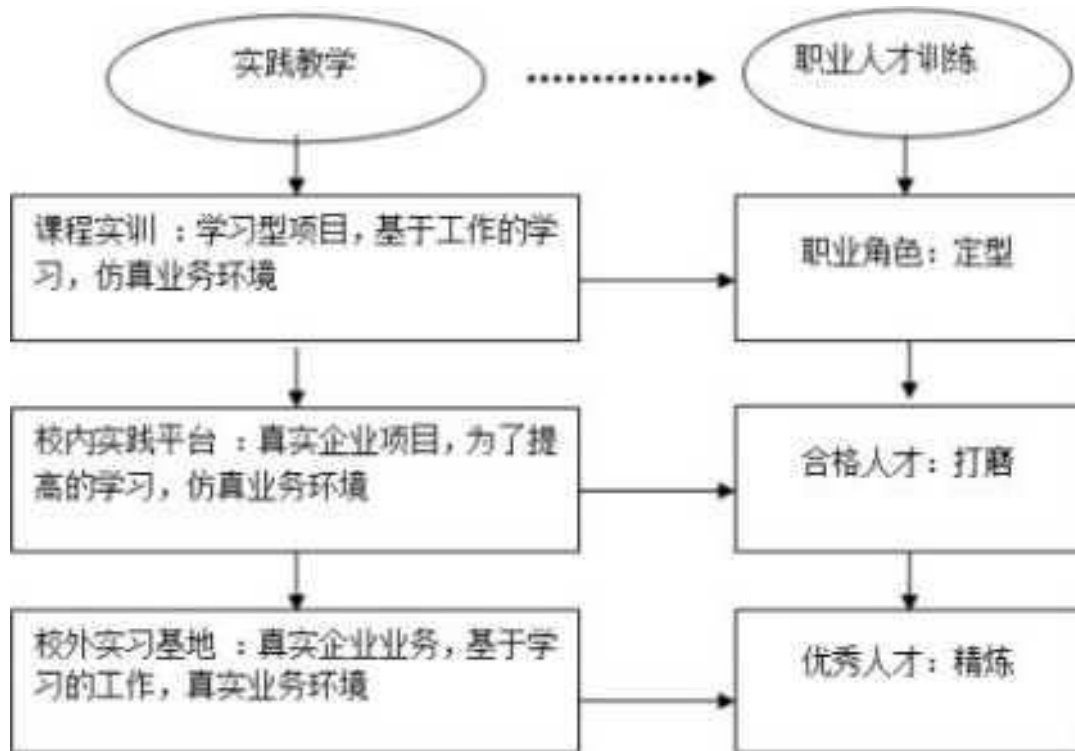 实践教学
职业人才训练
课程实训 ：学习型项目，基于工作的学
习，仿真业务环境
职业角色：定型
校内实践平台 ：真实企业项目，为了提
高的学习，仿真业务环境
合格人才：打磨
校外实习基地 ：真实企业业务，基于学
习的工作，真实业务环境
优秀人才：精炼